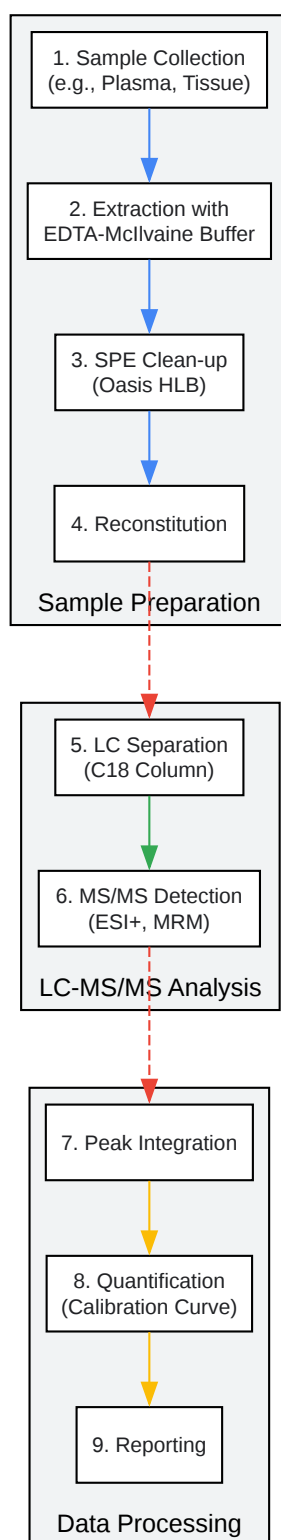 1. Sample Collection
(e.g., Plasma, Tissue)
2. Extraction with
EDTA-McIlvaine Buffer
3. SPE Clean-up
(Oasis HLB)
4. Reconstitution
Sample Preparation
5. LC Separation
(C18 Column)
6. MS/MS Detection
(ESI+, MRM)
LC-MS/MS Analysis
7. Peak Integration
8. Quantification
(Calibration Curve)
9. Reporting
Data Processing